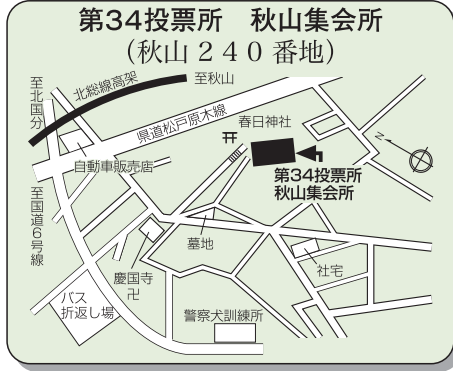 第34投票所　秋山集会所
（秋山２４０番地）
至北国分
北総線高架
至秋山
県道松戸原木線
春日神社
N
自動車販売店
第34投票所
秋山集会所
至国道６号線
墓地
慶国寺
卍
社宅
バス
折返し場
警察犬訓練所